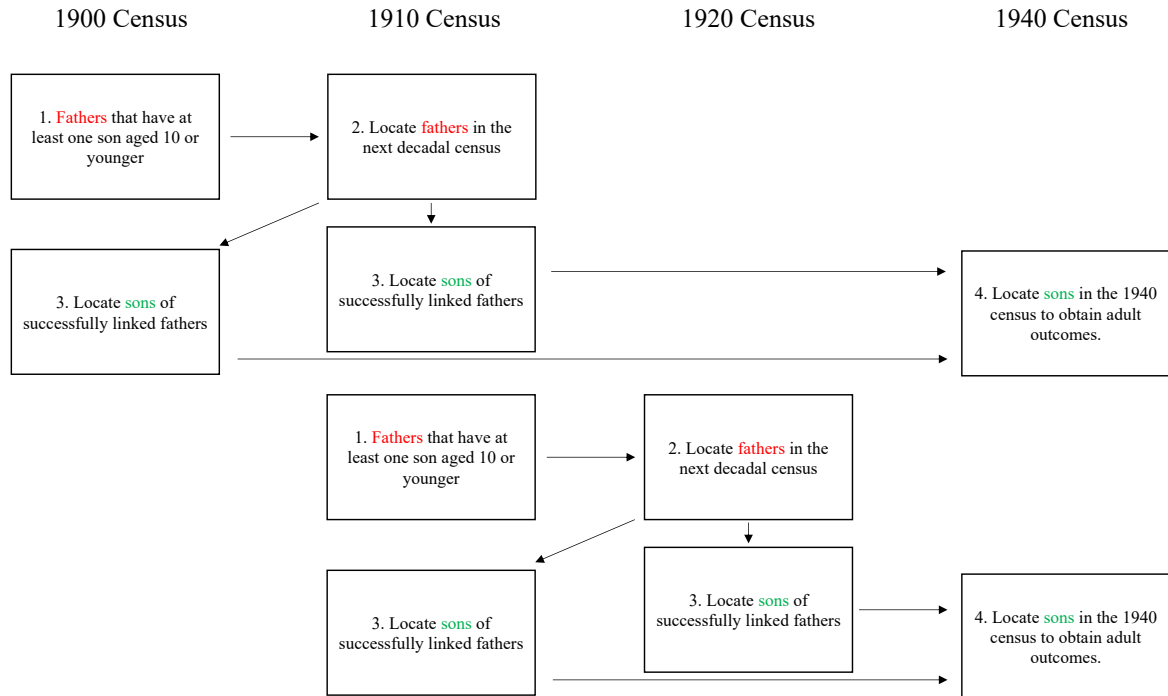 1900 Census
1910 Census
1920 Census
1940 Census
1. Fathers that have at
least one son aged 10 or
younger
2. Locate fathers in the
next decadal census
3. Locate sons of
successfully linked fathers
3. Locate sons of
successfully linked fathers
4. Locate sons in the 1940
census to obtain adult
outcomes.
1. Fathers that have at
least one son aged 10 or
younger
2. Locate fathers in the
next decadal census
3. Locate sons of
successfully linked fathers
3. Locate sons of
successfully linked fathers
4. Locate sons in the 1940
census to obtain adult
outcomes.